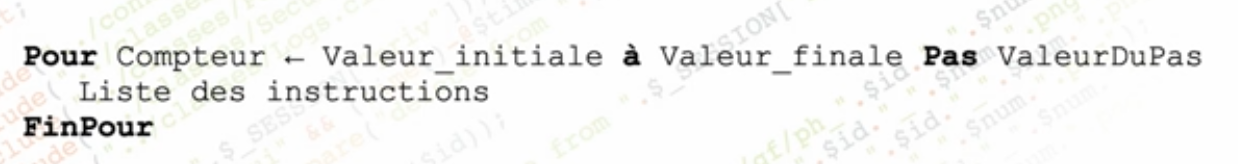 Pour Compteur ← Valeur_initiale à Valeur_finale Pas ValeurDuPas
Liste des instructions
FinPour